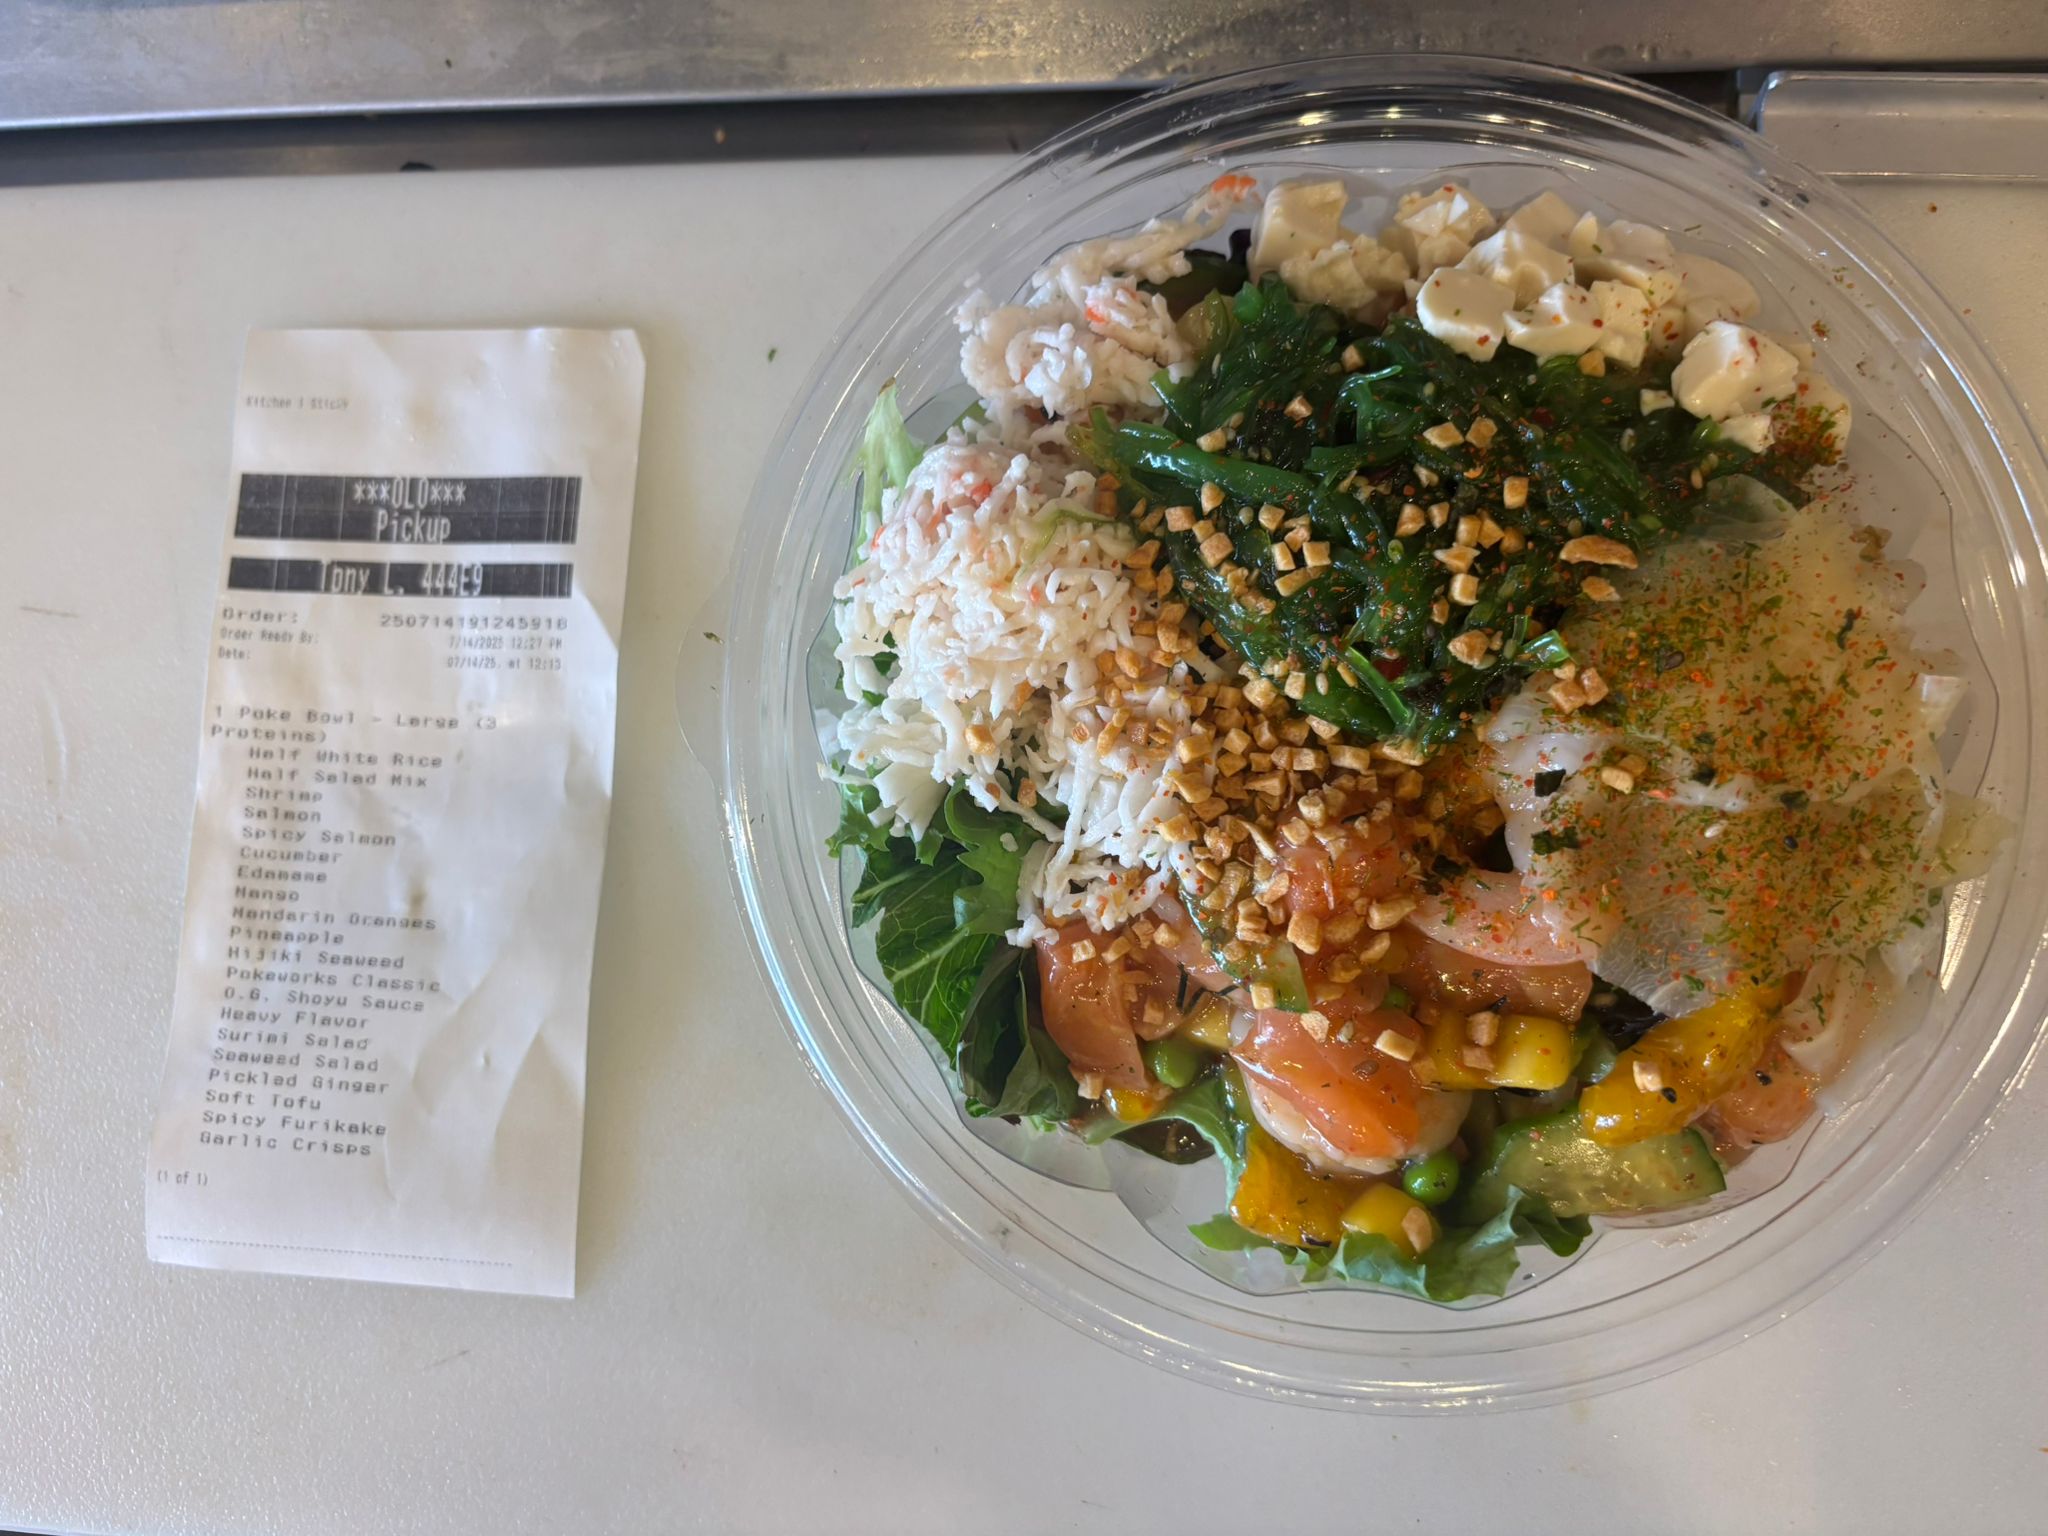 Kitchen 1 Sticky
***OLO***
Pickup
Tony L. 444E9
Order: 250714191245918
Order Ready By: 7/14/2025 12:27 PM
Date: 07/14/25, at 12:13
1 Poke Bowl - Large (3
Proteins)
Half White Rice
Half Salad Mix
Shrimp
Salmon
Spicy Salmon
Cucumber
Edamame
Mango
Mandarin Oranges
Pineapple
Hijiki Seaweed
Pokeworks Classic
O.G. Shoyu Sauce
Heavy Flavor
Surimi Salad
Seaweed Salad
Pickled Ginger
Soft Tofu
Spicy Furikake
Garlic Crisps
(1 of 1)